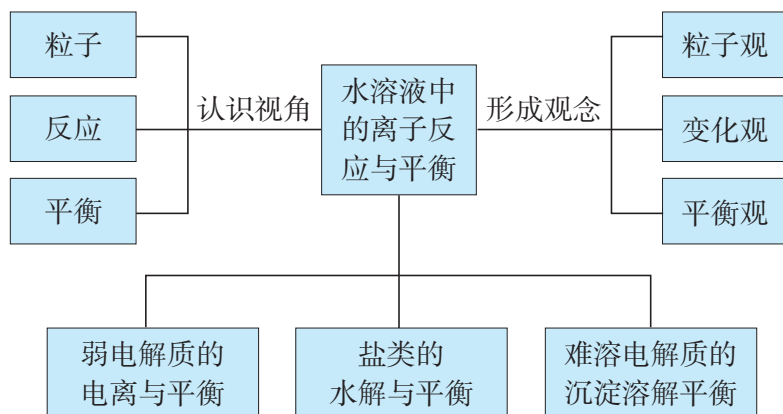 粒子
反应
平衡
认识视角
水溶液中
的离子反
应与平衡
形成观念
粒子观
变化观
平衡观
弱电解质的
电离与平衡
盐类的
水解与平衡
难溶电解质的
沉淀溶解平衡